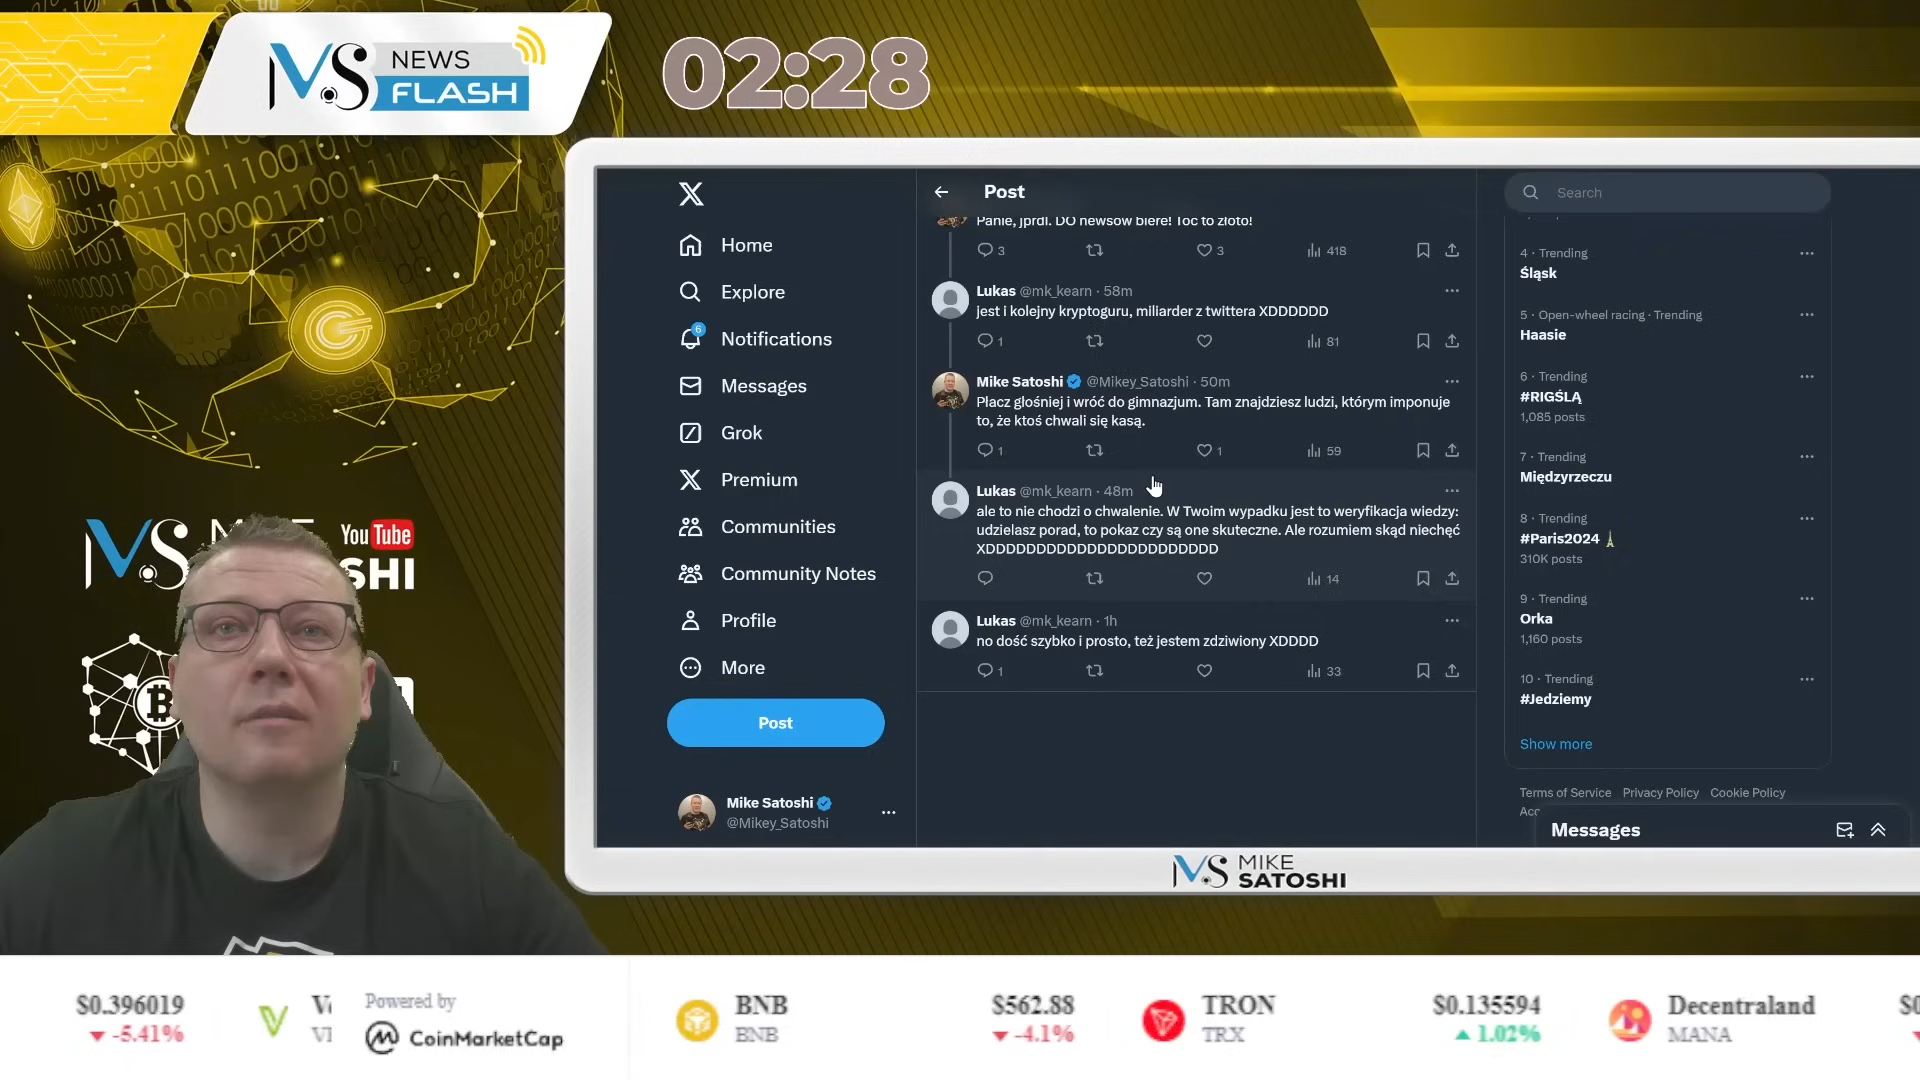 NEWS
FLASH
02:28
YouTube
SHI
Home
Explore
6
Notifications
Messages
Grok
Premium
Communities
Community Notes
Profile
More
Post
Mike Satoshi
@Mikey_Satoshi
Post
Panie, jprdl. DO newsów biere! Toć to złoto!
3 3 418
Lukas @mk_kearn · 58m
jest i kolejny kryptoguru, miliarder z twittera XDDDDDD
1 81
Mike Satoshi @Mikey_Satoshi · 50m
Płacz głośniej i wróć do gimnazjum. Tam znajdziesz ludzi, którym imponuje
to, że ktoś chwali się kasą.
1 1 59
Lukas @mk_kearn · 48m
ale to nie chodzi o chwalenie. W Twoim wypadku jest to weryfikacja wiedzy:
udzielasz porad, to pokaz czy są one skuteczne. Ale rozumiem skąd niechęć
XDDDDDDDDDDDDDDDDDDDDDDD
14
Lukas @mk_kearn · 1h
no dość szybko i prosto, też jestem zdziwiony XDDDD
1 33
Search
4 · Trending
Śląsk
5 · Open-wheel racing · Trending
Haasie
6 · Trending
#RIGŚLĄ
1,085 posts
7 · Trending
Międzyrzeczu
8 · Trending
#Paris2024
310K posts
9 · Trending
Orka
1,160 posts
10 · Trending
#Jedziemy
Show more
Terms of Service Privacy Policy Cookie Policy
Messages
MIKE
SATOSHI
$0.396019
-5.41%
Powered by
CoinMarketCap
BNB
BNB
$562.88
-4.1%
TRON
TRX
$0.135594
1.02%
Decentraland
MANA